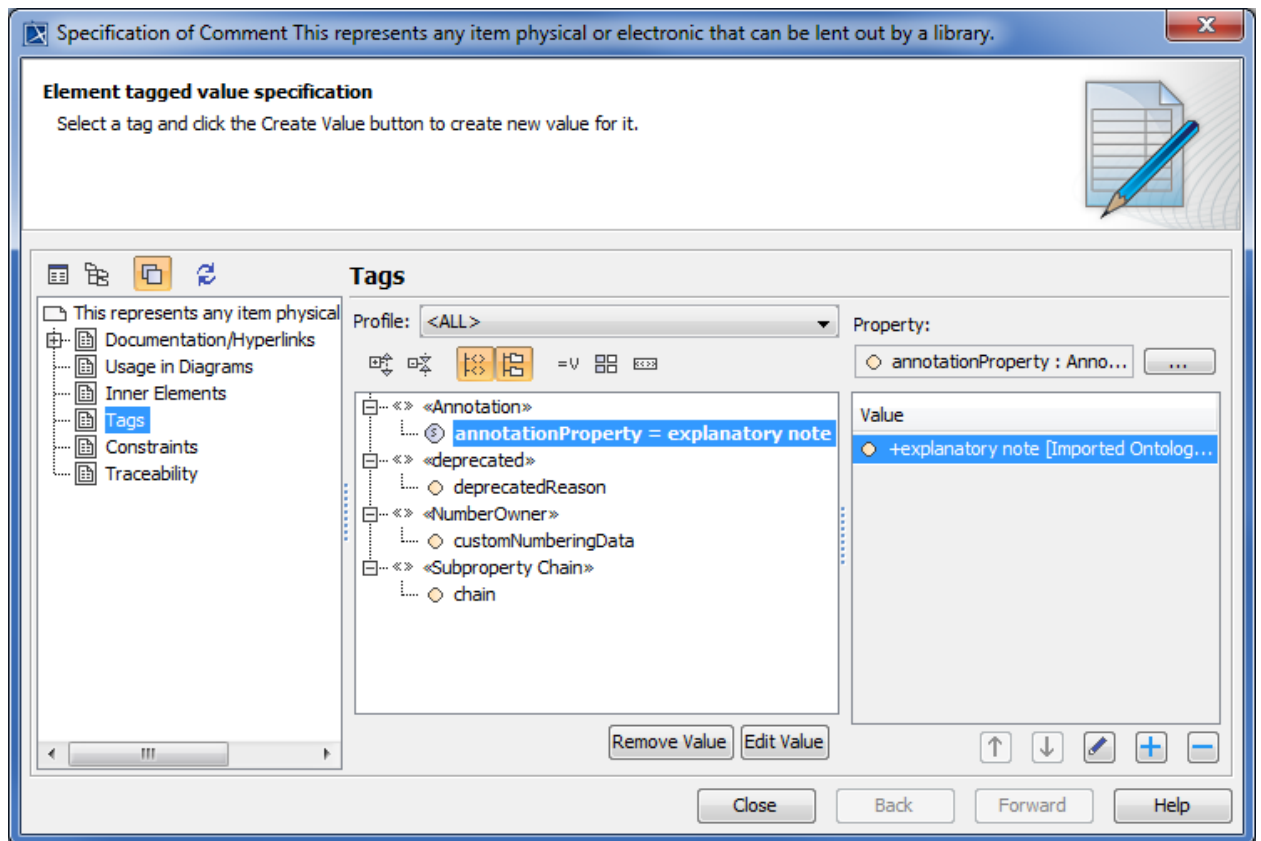 Specification of Comment This represents any item physical or electronic that can be lent out by a library.
Element tagged value specification
Select a tag and click the Create Value button to create new value for it.
This represents any item physical
Documentation/Hyperlinks
Usage in Diagrams
Inner Elements
Tags
Constraints
Traceability
Tags
Profile: <ALL>
=V
«Annotation»
annotationProperty = explanatory note
«deprecated»
deprecatedReason
«NumberOwner»
customNumberingData
«Subproperty Chain»
chain
Remove Value Edit Value
Property:
annotationProperty : Anno... ...
Value
+explanatory note [Imported Ontolog...
Close Back Forward Help